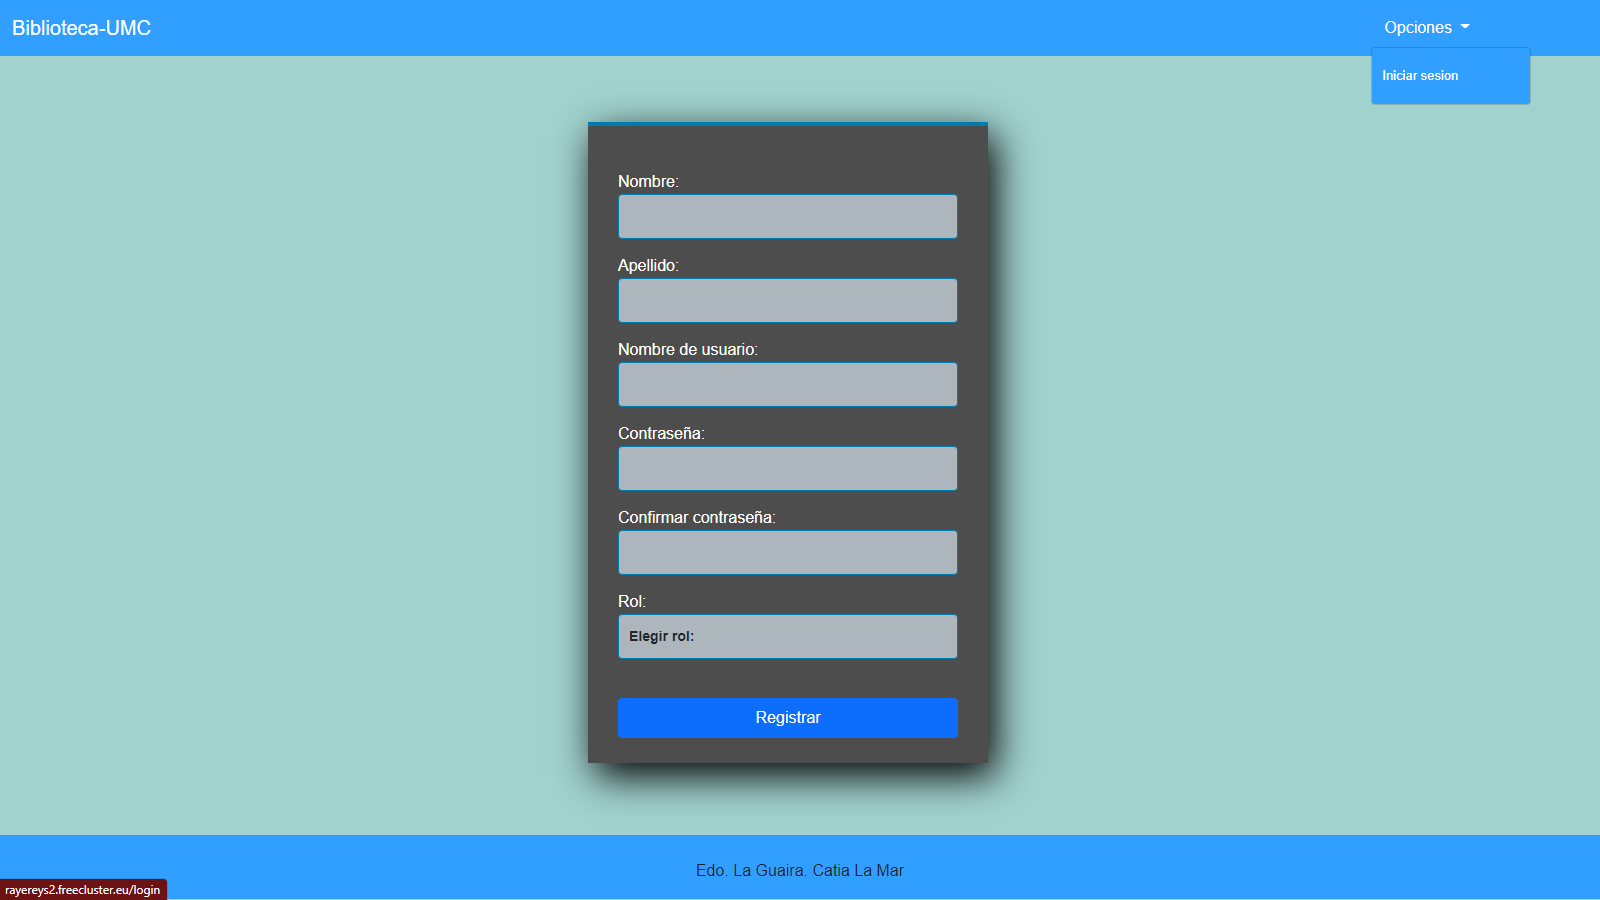 Biblioteca-UMC
Opciones
Iniciar sesion
Nombre:
Apellido:
Nombre de usuario:
Contraseña:
Confirmar contraseña:
Rol:
Elegir rol:
Registrar
Edo. La Guaira. Catia La Mar
rayereys2.freecluster.eu/login